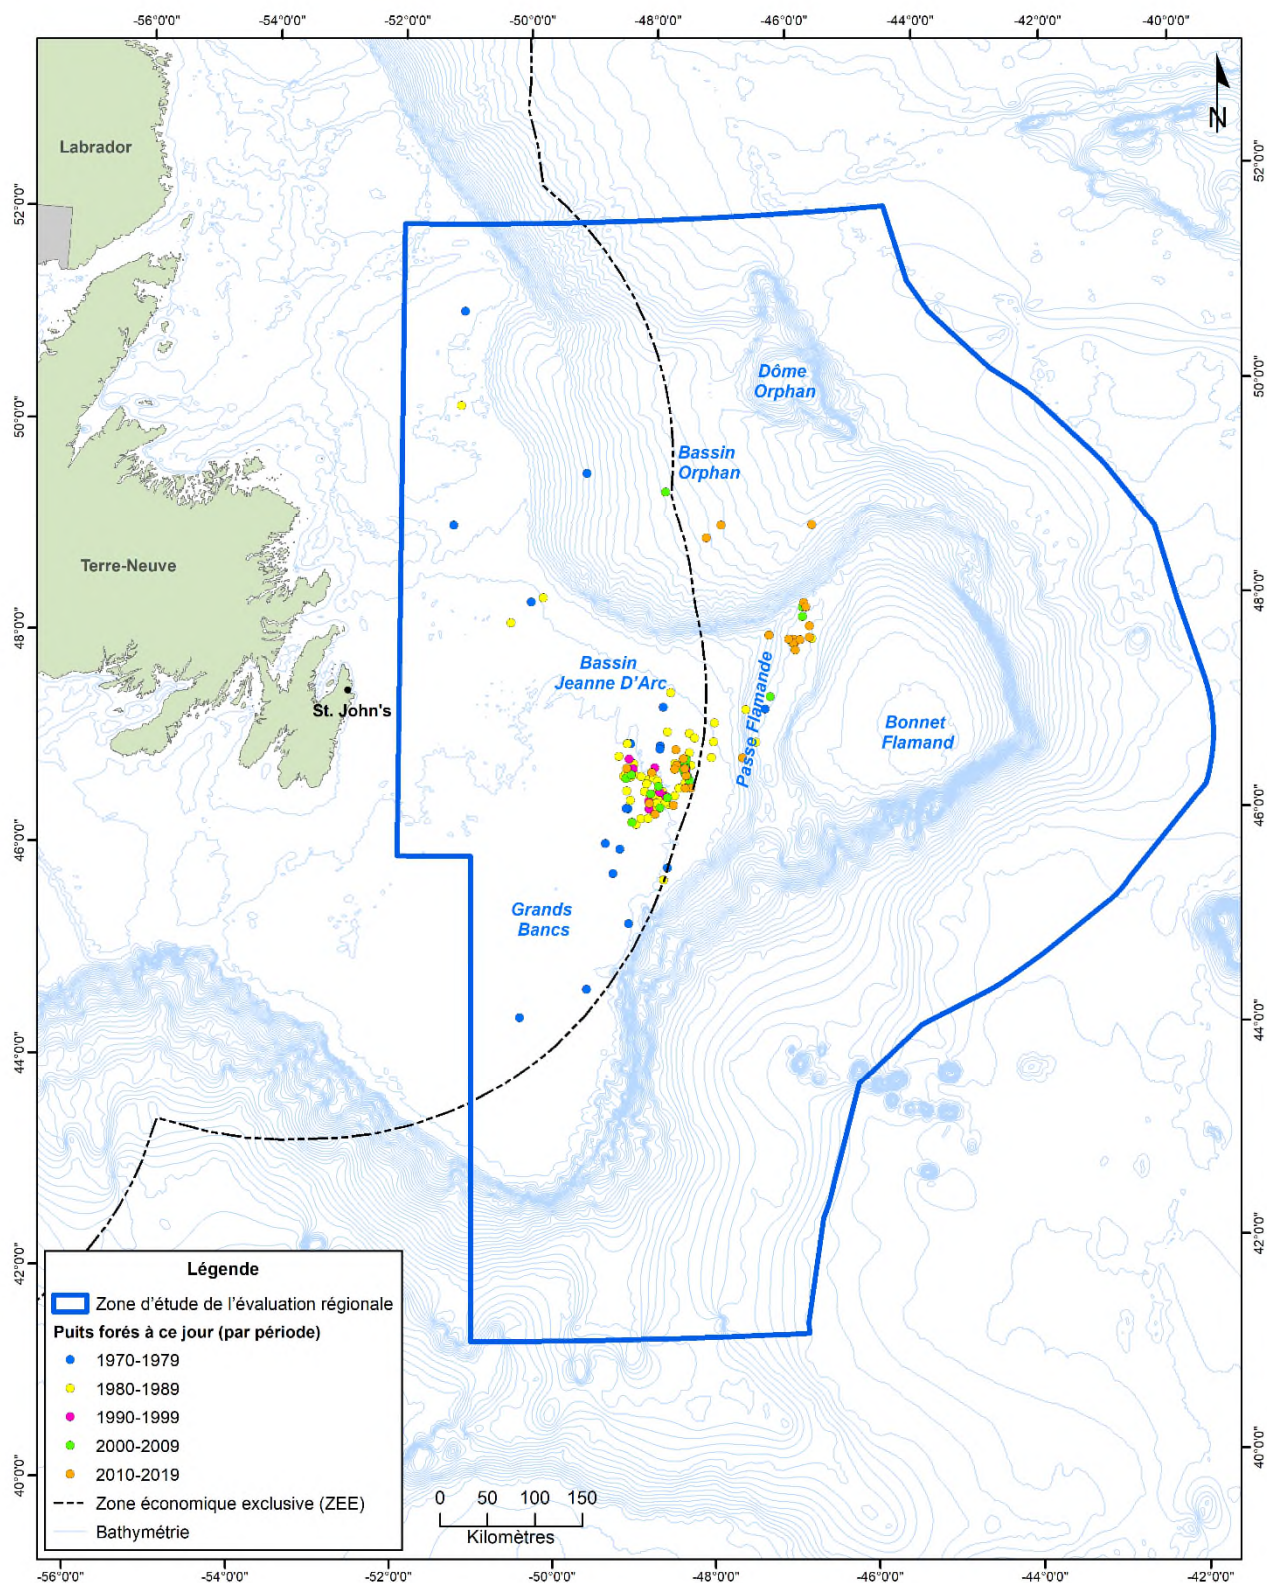 -56°0'0" -54°0'0" -52°0'0" -50°0'0" -48°0'0" -46°0'0" -44°0'0" -42°0'0" -40°0'0"
N
Labrador
52°0'0" 52°0'0"
Dôme
Orphan
50°0'0" 50°0'0"
Bassin
Orphan
Terre-Neuve
48°0'0" 48°0'0"
Bassin
Jeanne D'Arc
Passe Flamande
St. John's
Bonnet
Flamand
46°0'0" 46°0'0"
Grands
Bancs
44°0'0" 44°0'0"
42°0'0" 42°0'0"
Légende
Zone d'étude de l'évaluation régionale
Puits forés à ce jour (par période)
1970-1979
1980-1989
1990-1999
2000-2009
2010-2019
Zone économique exclusive (ZEE)
Bathymétrie
40°0'0" 40°0'0"
0 50 100 150
Kilomètres
-56°0'0" -54°0'0" -52°0'0" -50°0'0" -48°0'0" -46°0'0" -44°0'0" -42°0'0"